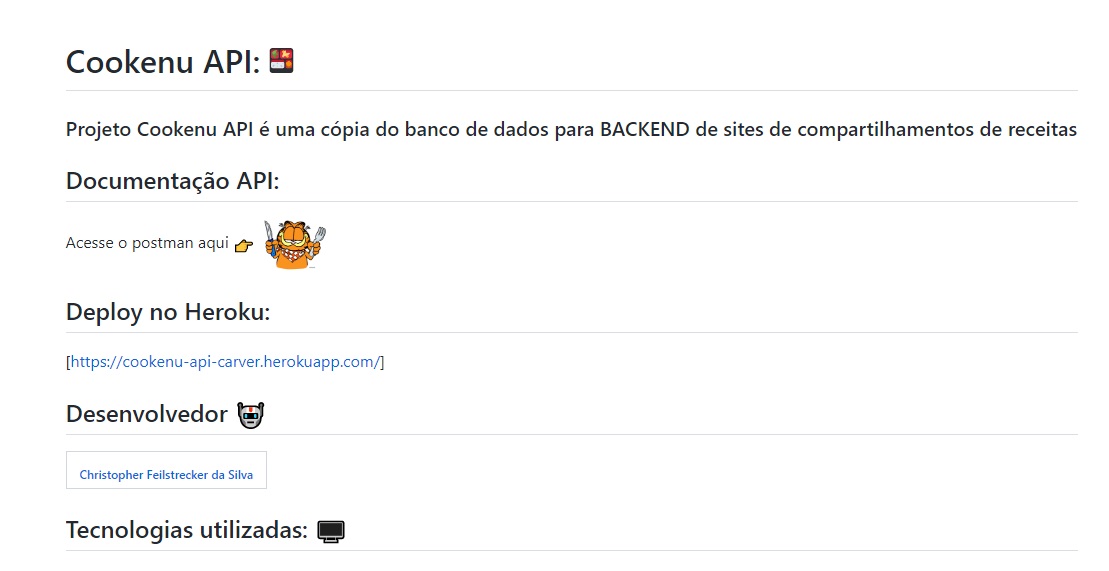 Cookenu API:
Projeto Cookenu API é uma cópia do banco de dados para BACKEND de sites de compartilhamentos de receitas
Documentação API:
Acesse o postman aqui
Deploy no Heroku:
[https://cookenu-api-carver.herokuapp.com/]
Desenvolvedor
Christopher Feilstrecker da Silva
Tecnologias utilizadas: